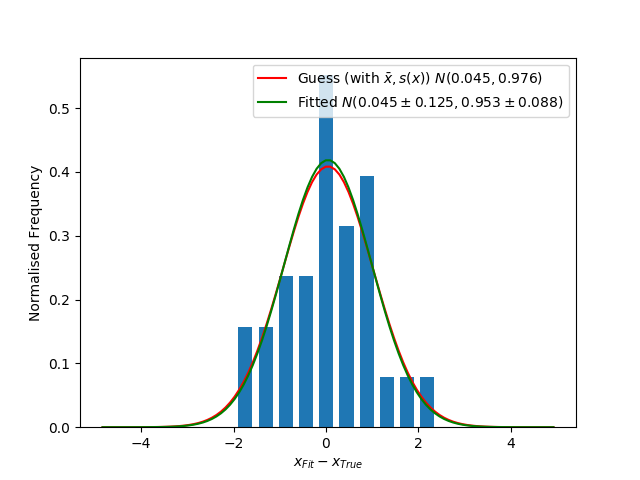 Guess (with x̄, s(x)) N(0.045, 0.976)
Fitted N(0.045 ± 0.125, 0.953 ± 0.088)
0.5
0.4
0.3
0.2
0.1
0.0
Normalised Frequency
−4 −2 0 2 4
x_Fit − x_True